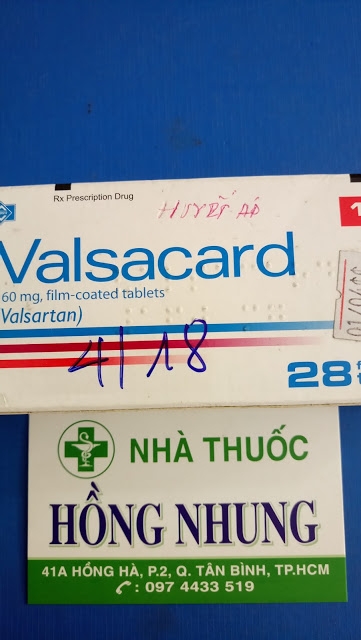 Rx Prescription Drug
HUYẾT ÁP
Valsacard
60 mg, film-coated tablets
Valsartan)
4/18
28
NHÀ THUỐC
HỒNG NHUNG
41A HỒNG HÀ, P.2, Q. TÂN BÌNH, TP.HCM
: 097 4433 519